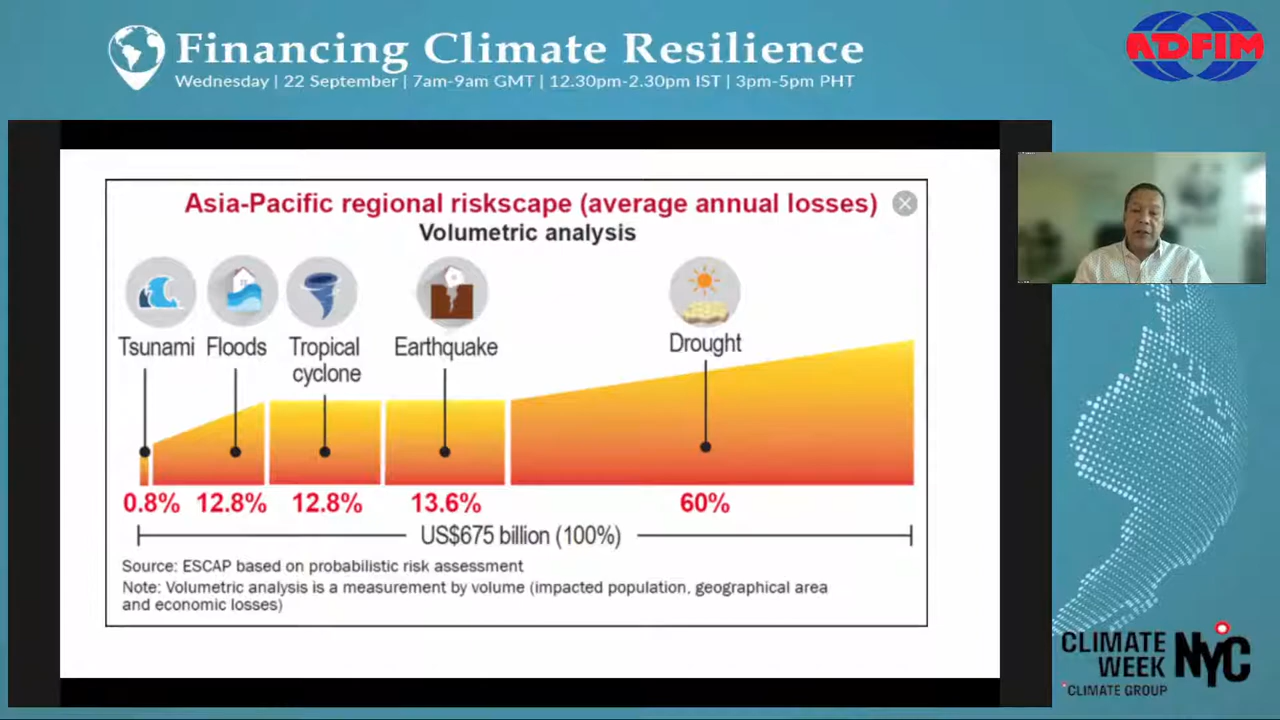 Financing Climate Resilience
Wednesday | 22 September | 7am-9am GMT | 12.30pm-2.30pm IST | 3pm-5pm PHT
ADFIM
Asia-Pacific regional riskscape (average annual losses)
Volumetric analysis
Tsunami
Floods
Tropical
cyclone
Earthquake
Drought
0.8%
12.8%
12.8%
13.6%
60%
US$675 billion (100%)
Source: ESCAP based on probabilistic risk assessment
Note: Volumetric analysis is a measurement by volume (impacted population, geographical area
and economic losses)
CLIMATE
WEEK
NYC
°CLIMATE GROUP